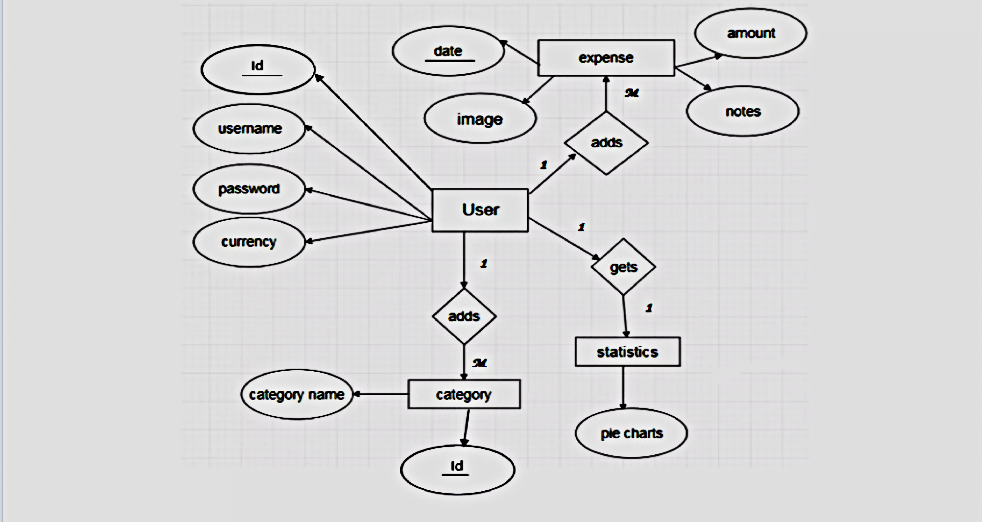 amount
date
expense
Id
M
image
notes
username
adds
1
password
User
1
currency
1
gets
adds
1
statistics
M
category name
category
pie charts
Id